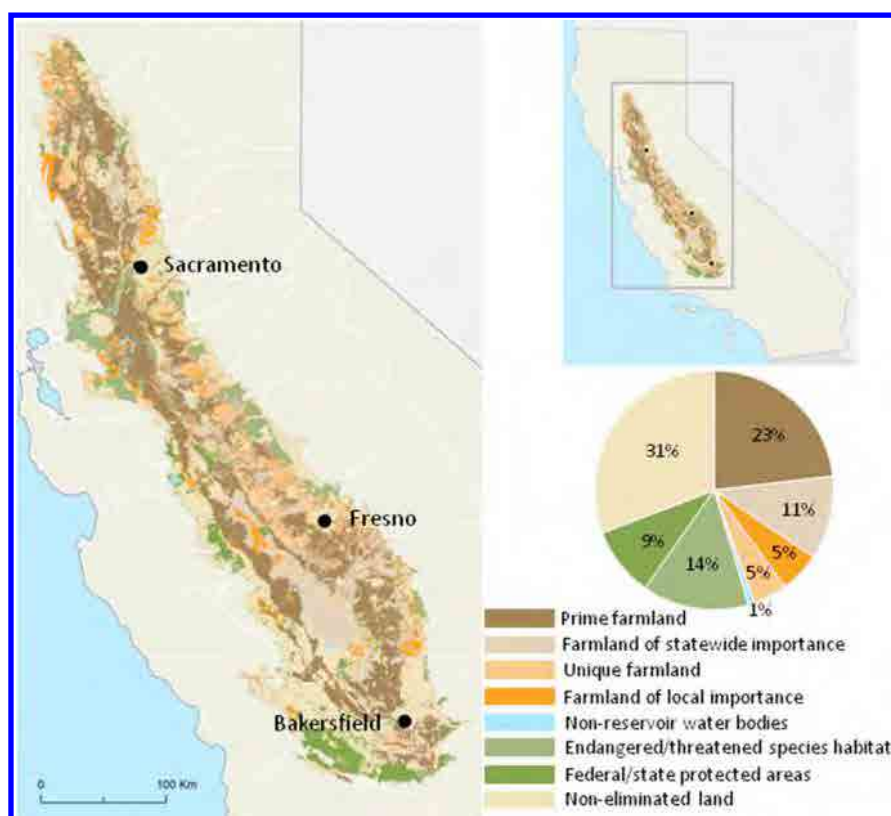 Sacramento
Fresno
Bakersfield
0 100 Km
23%
11%
5%
5%
1%
14%
9%
31%
Prime farmland
Farmland of statewide importance
Unique farmland
Farmland of local importance
Non-reservoir water bodies
Endangered/threatened species habitat
Federal/state protected areas
Non-eliminated land